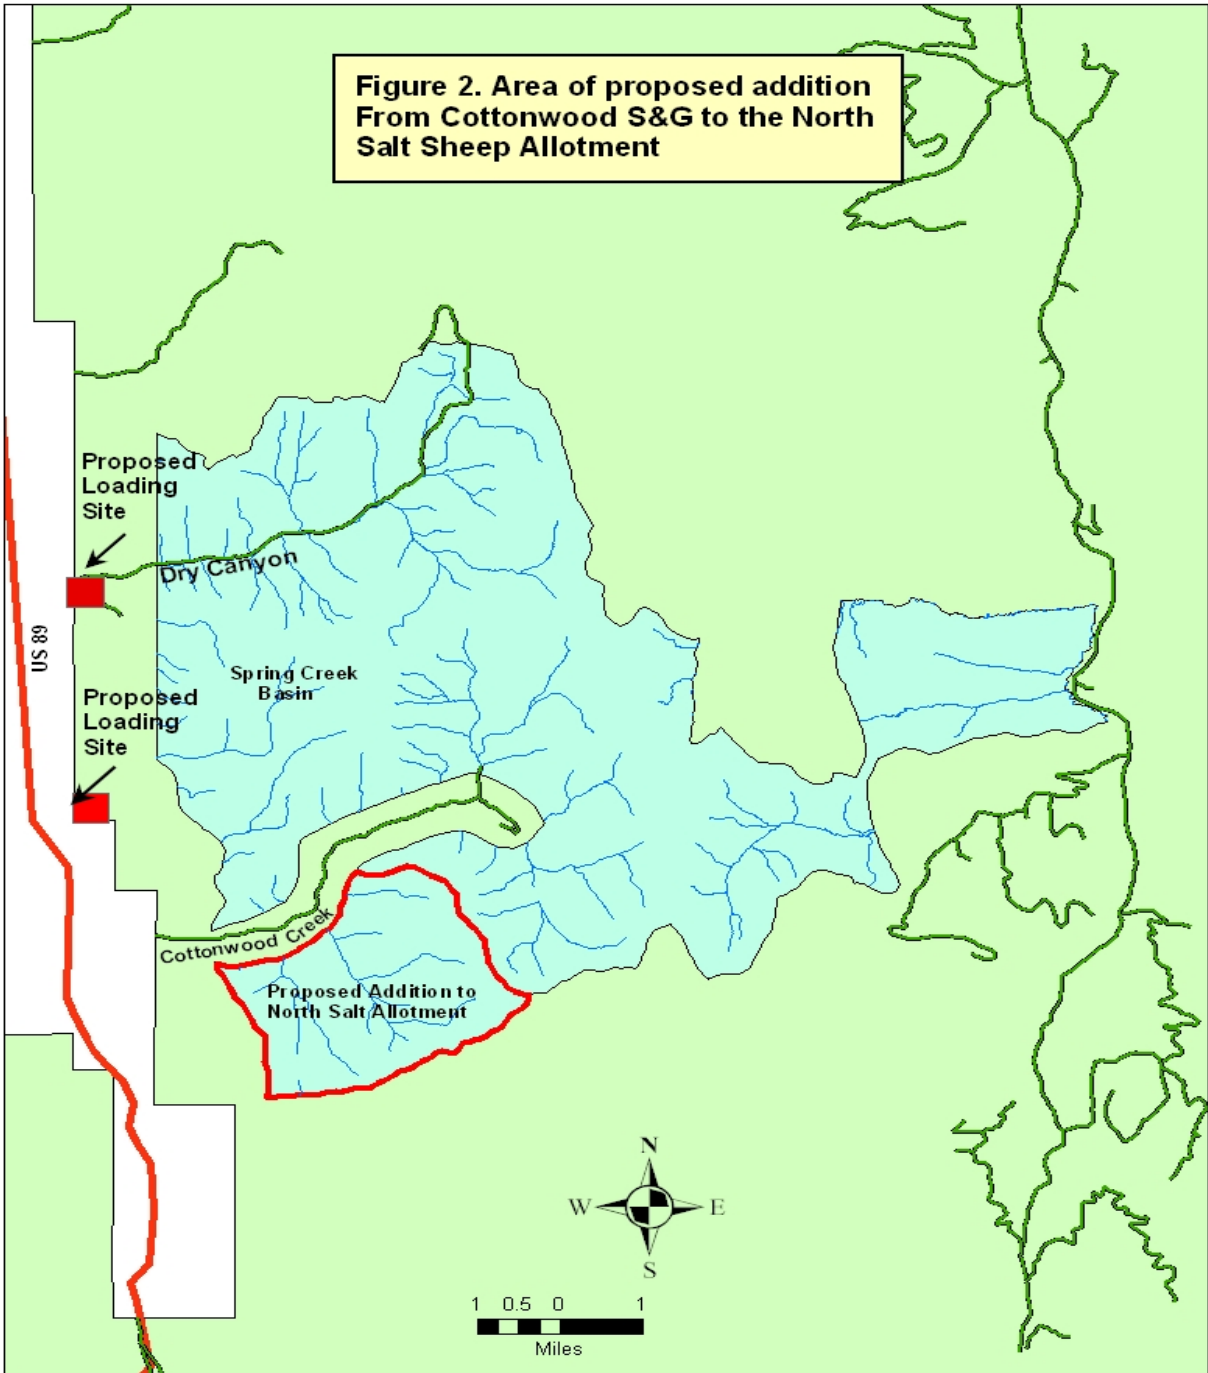 Figure 2. Area of proposed addition
From Cottonwood S&G to the North
Salt Sheep Allotment
Proposed
Loading
Site
Dry Canyon
US 89
Spring Creek
Basin
Proposed
Loading
Site
Cottonwood Creek
Proposed Addition to
North Salt Allotment
N
W E
S
1 0.5 0 1
Miles